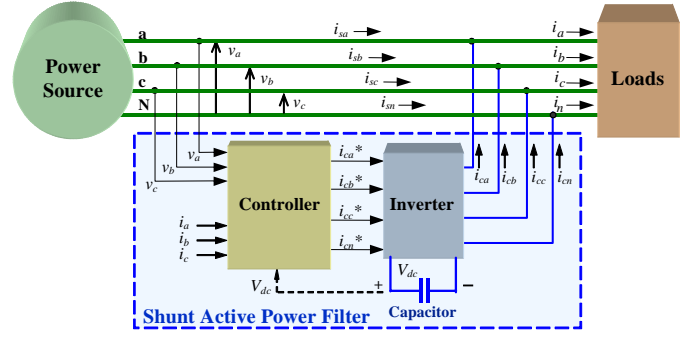 a i_sa i_a
b i_sb i_b
c i_sc i_c
N i_sn i_n
Power Source
Loads
v_a
v_b
v_c
v_a
v_b
v_c
i_ca* i_cb* i_cc* i_cn*
i_ca i_cb i_cc i_cn
Controller
Inverter
i_a
i_b
i_c
V_dc
V_dc
+ −
Capacitor
Shunt Active Power Filter